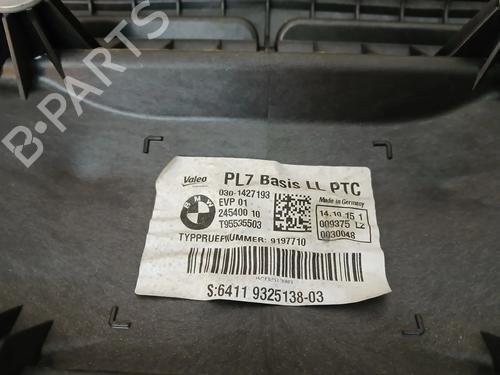 B-PARTS
Valeo
PL7 Basis LL PTC
030-1427193
Made in Germany
EVP 01
BMW
245400 10
T95535503
14.10.15 1
009375 LZ
0030048
TYPPRUEFNUMMER: 9197710
S:6411 9325138-03